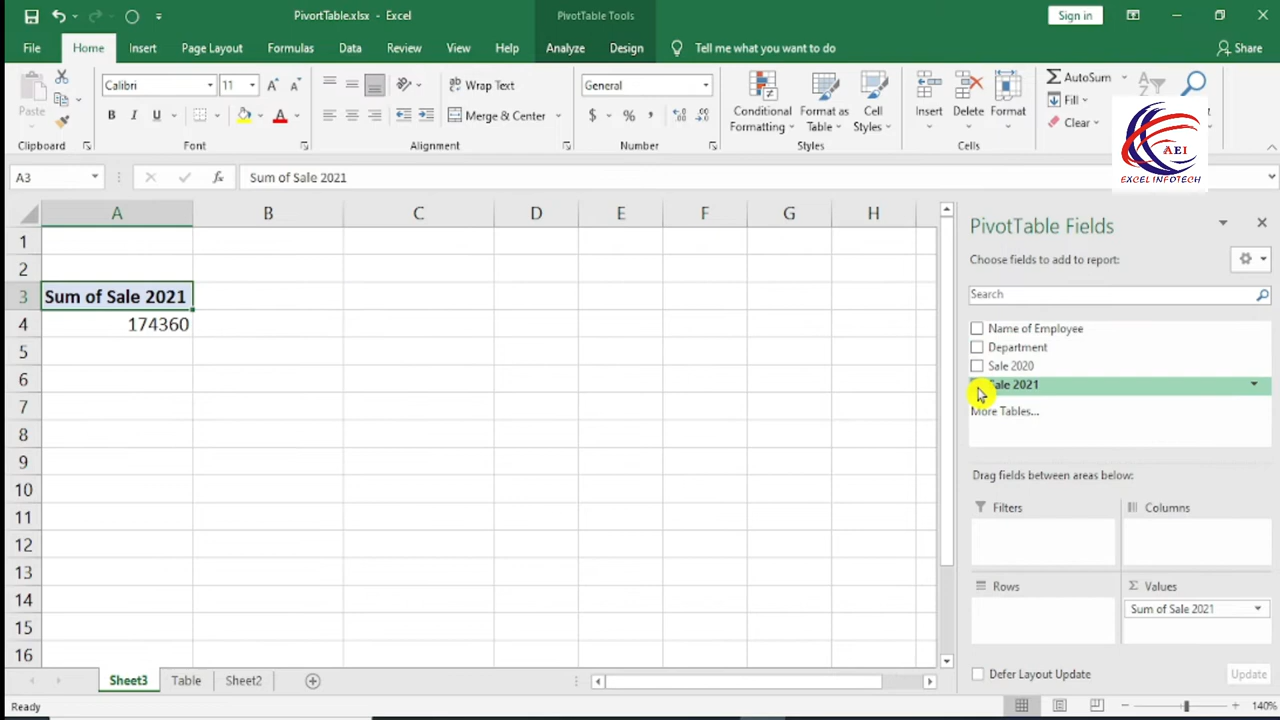 PivortTable.xlsx - Excel
PivotTable Tools
Sign in
File
Home
Insert
Page Layout
Formulas
Data
Review
View
Help
Analyze
Design
Tell me what you want to do
Share
Paste
Clipboard
Calibri
11
B I U
Font
Wrap Text
Merge & Center
Alignment
General
$ % ,
Number
Conditional Formatting
Format as Table
Cell Styles
Styles
Insert
Delete
Format
Cells
AutoSum
Fill
Clear
AEI
EXCEL INFOTECH
A3
fx
Sum of Sale 2021
A B C D E F G H
1
2
3 Sum of Sale 2021
4 174360
5
6
7
8
9
10
11
12
13
14
15
16
PivotTable Fields
Choose fields to add to report:
Search
Name of Employee
Department
Sale 2020
Sale 2021
More Tables...
Drag fields between areas below:
Filters
Columns
Rows
Σ Values
Sum of Sale 2021
Defer Layout Update
Update
Sheet3
Table
Sheet2
Ready
140%